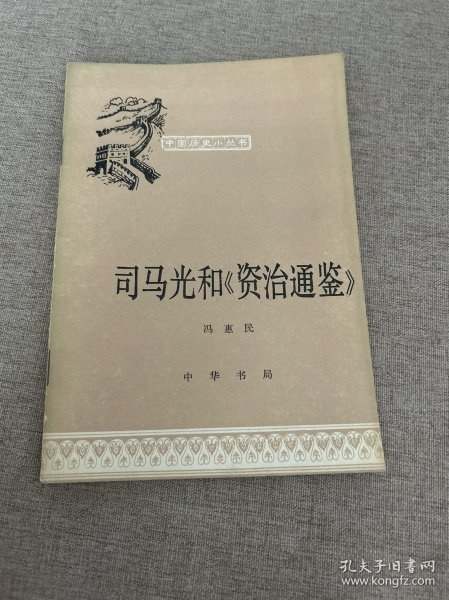 中国历史小丛书
司马光和《资治通鉴》
冯惠民
中华书局
孔夫子旧书网
www.kongfz.com